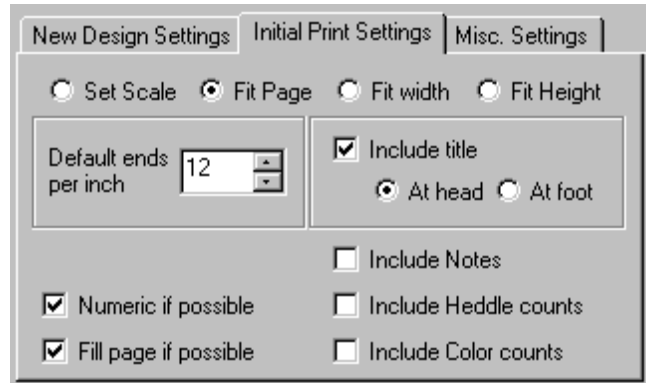 New Design Settings Initial Print Settings Misc. Settings
Set Scale Fit Page Fit width Fit Height
Default ends
per inch
12
Include title
At head At foot
Include Notes
Numeric if possible Include Heddle counts
Fill page if possible Include Color counts